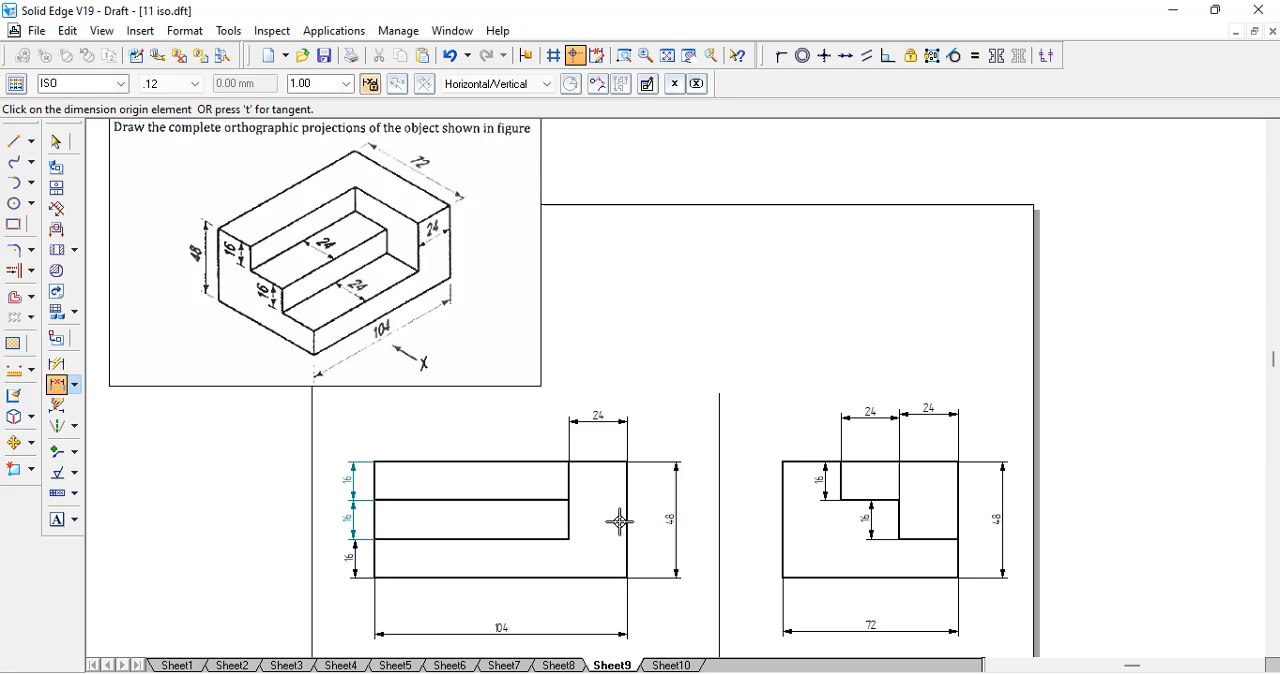 Solid Edge V19 - Draft - [11 iso.dft]
File Edit View Insert Format Tools Inspect Applications Manage Window Help
ISO .12 0.00 mm 1.00 Horizontal/Vertical
Click on the dimension origin element OR press 't' for tangent.
Draw the complete orthographic projections of the object shown in figure
72
24
48 16 24
16 24
104
X
24 24 24
16 16
16 48 16 48
16
104 72
A
Sheet1 Sheet2 Sheet3 Sheet4 Sheet5 Sheet6 Sheet7 Sheet8 Sheet9 Sheet10